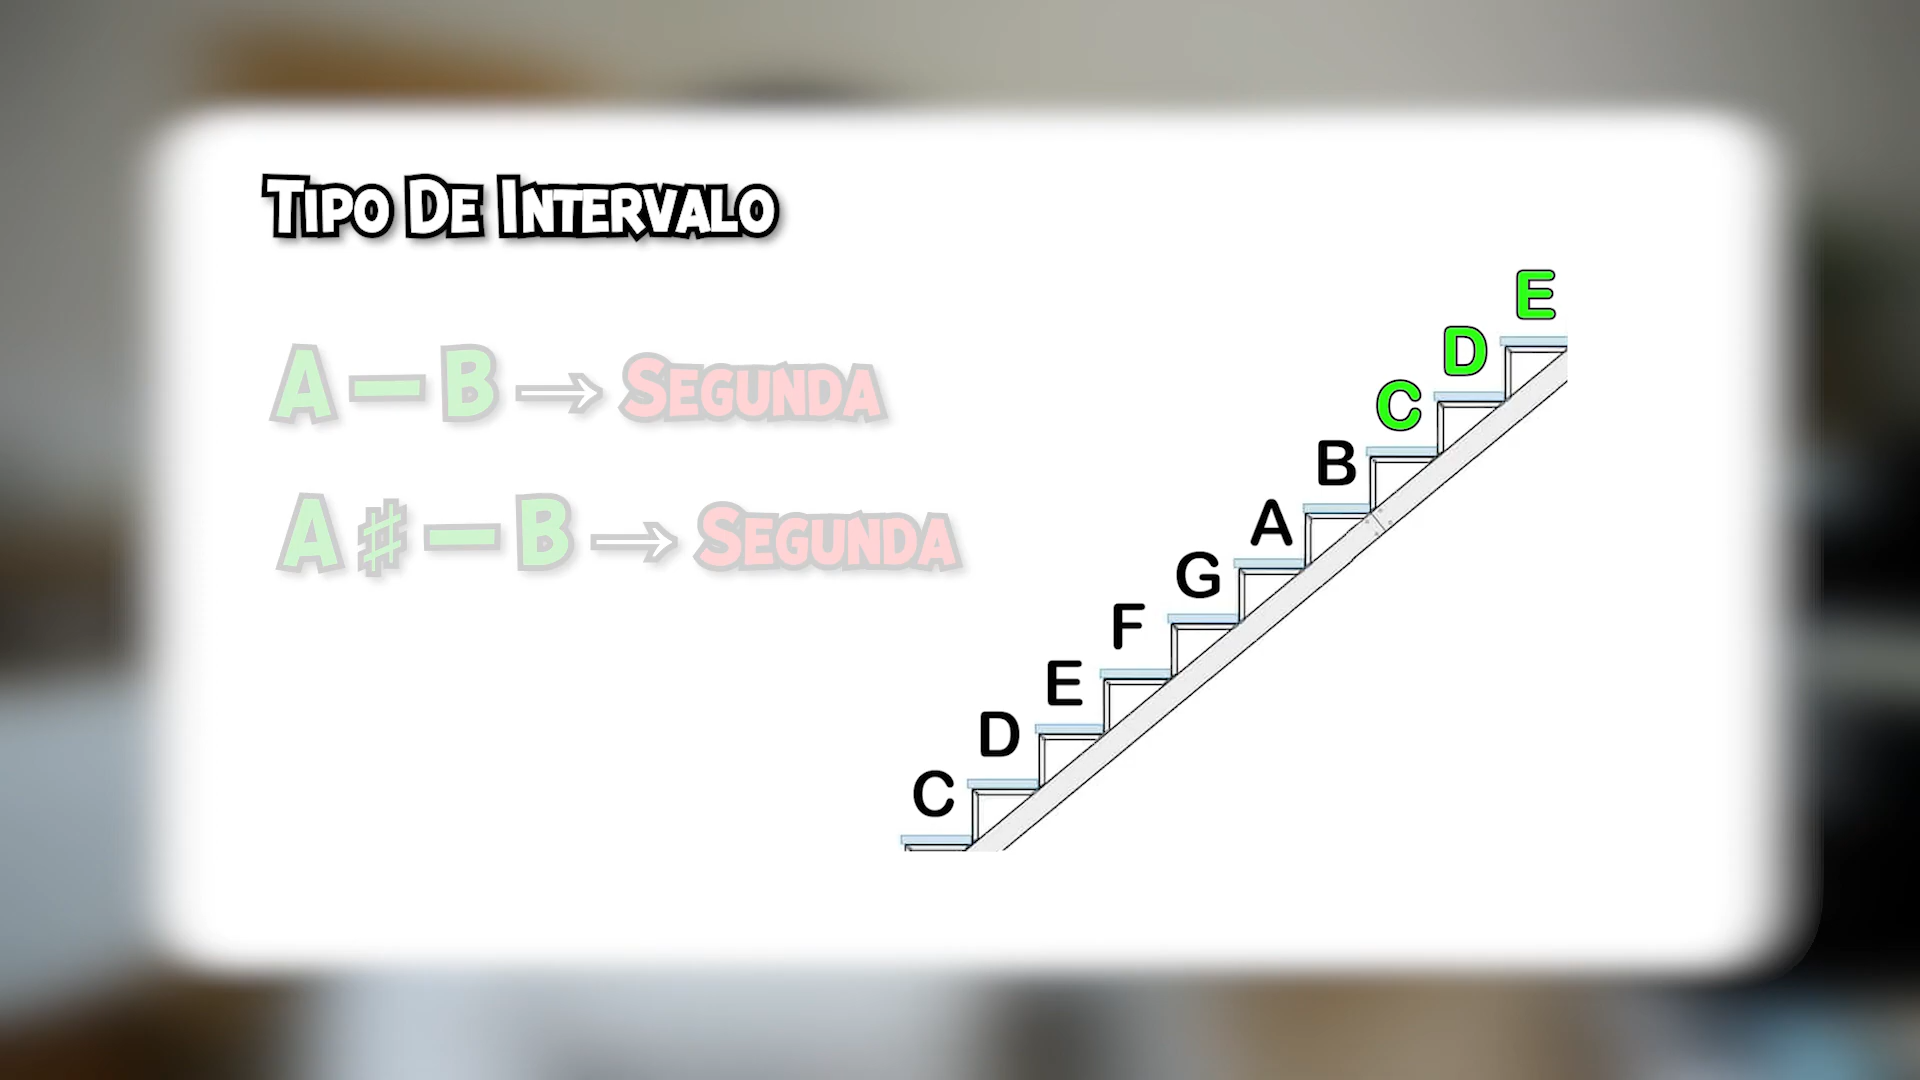 Tipo De Intervalo
A – B → Segunda
A♯ – B → Segunda
E
D
C
B
A
G
F
E
D
C